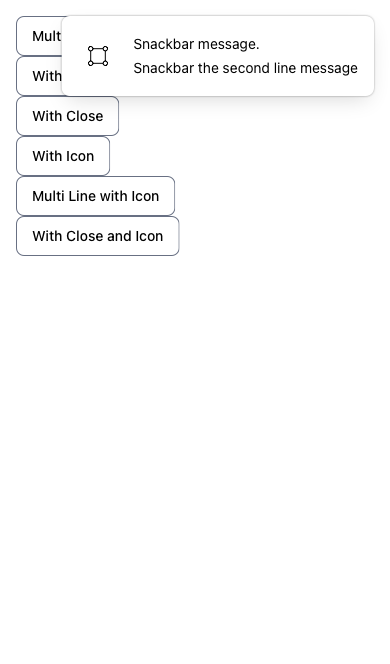 Mult
Snackbar message.
With
Snackbar the second line message
With Close
With Icon
Multi Line with Icon
With Close and Icon